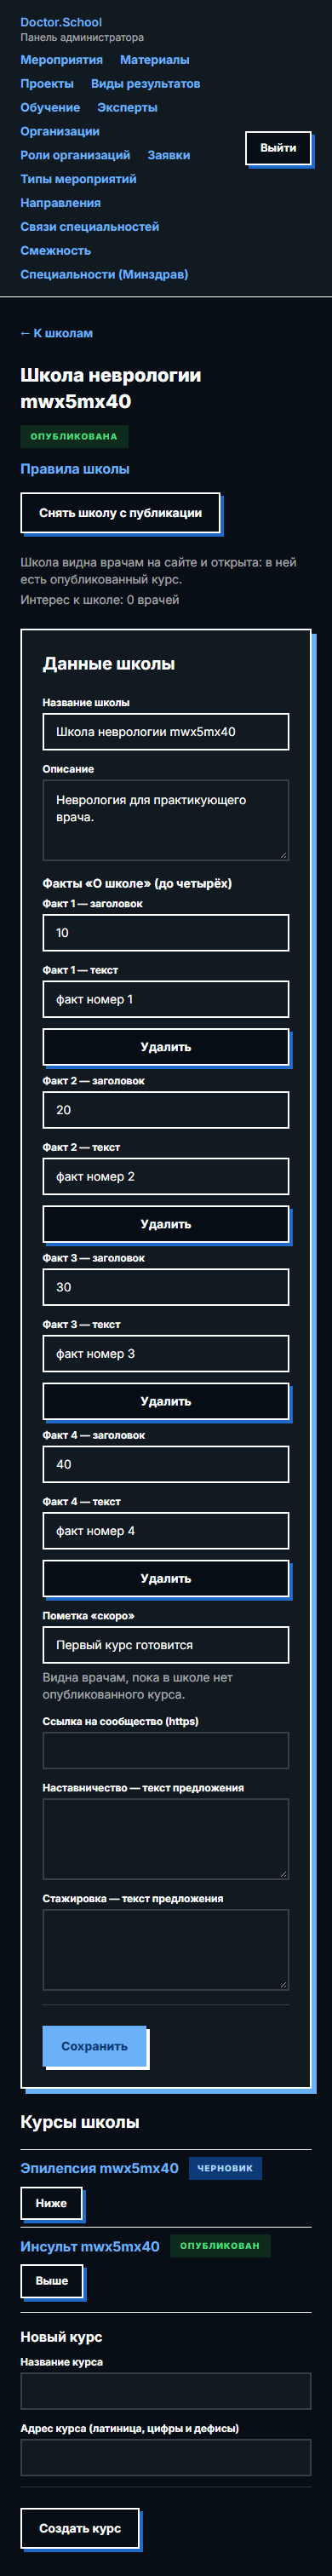 Doctor.School
Панель администратора
Мероприятия Материалы
Проекты Виды результатов
Обучение Эксперты
Организации
Роли организаций Заявки
Типы мероприятий
Направления
Связи специальностей
Смежность
Специальности (Минздрав)
Выйти
← К школам
Школа неврологии
mwx5mx40
ОПУБЛИКОВАНА
Правила школы
Снять школу с публикации
Школа видна врачам на сайте и открыта: в ней
есть опубликованный курс.
Интерес к школе: 0 врачей
Данные школы
Название школы
Школа неврологии mwx5mx40
Описание
Неврология для практикующего
врача.
Факты «О школе» (до четырёх)
Факт 1 — заголовок
10
Факт 1 — текст
факт номер 1
Удалить
Факт 2 — заголовок
20
Факт 2 — текст
факт номер 2
Удалить
Факт 3 — заголовок
30
Факт 3 — текст
факт номер 3
Удалить
Факт 4 — заголовок
40
Факт 4 — текст
факт номер 4
Удалить
Пометка «скоро»
Первый курс готовится
Видна врачам, пока в школе нет
опубликованного курса.
Ссылка на сообщество (https)
Наставничество — текст предложения
Стажировка — текст предложения
Сохранить
Курсы школы
Эпилепсия mwx5mx40 ЧЕРНОВИК
Ниже
Инсульт mwx5mx40 ОПУБЛИКОВАН
Выше
Новый курс
Название курса
Адрес курса (латиница, цифры и дефисы)
Создать курс